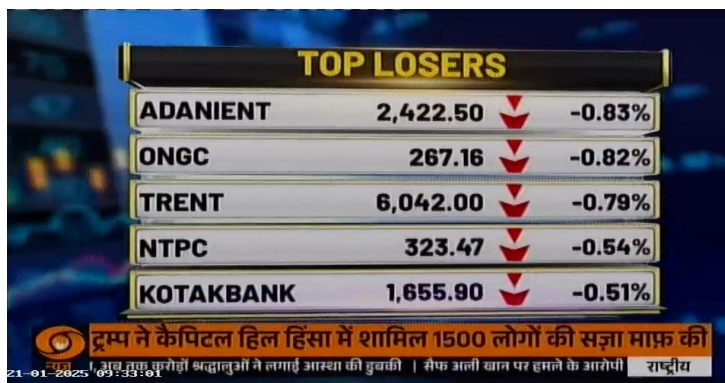 TOP LOSERS
ADANIENT 2,422.50 -0.83%
ONGC 267.16 -0.82%
TRENT 6,042.00 -0.79%
NTPC 323.47 -0.54%
KOTAKBANK 1,655.90 -0.51%
ट्रम्प ने कैपिटल हिल हिंसा में शामिल 1500 लोगों की सज़ा माफ़ की
न्यूज़ । अब तक करोड़ों श्रद्धालुओं ने लगाई आस्था की डुबकी | सैफ अली खान पर हमले के आरोपी राष्ट्रीय
21-01-2025 09:33:01